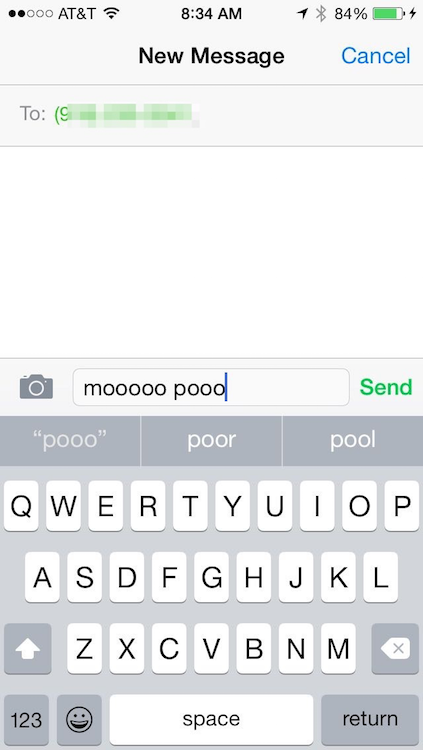 AT&T 8:34 AM 84%
New Message Cancel
To: (9
mooooo pooo Send
“pooo” poor pool
Q W E R T Y U I O P
A S D F G H J K L
Z X C V B N M
123 space return